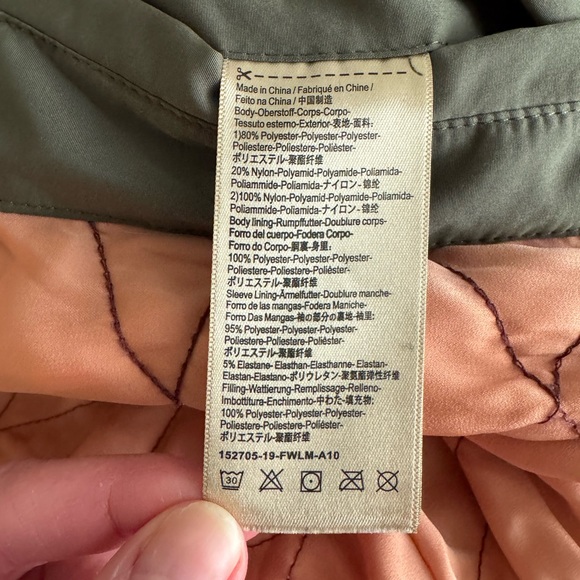 Made in China / Fabriqué en Chine /
Feito na China / 中国制造
Body-Oberstoff-Corps-Corpo-
Tessuto esterno-Exterior-表地-面料:
1)80% Polyester-Polyester-Polyester-
Poliestere-Poliestere-Poliéster-
ポリエステル-聚酯纤维
20% Nylon-Polyamid-Polyamide-Poliamida-
Poliammide-Poliamida-ナイロン-锦纶
2)100% Nylon-Polyamid-Polyamide-Poliamida-
Poliammide-Poliamida-ナイロン-锦纶
Body lining-Rumpffutter-Doublure corps-
Forro del cuerpo-Fodera Corpo-
Forro do Corpo-胴裏-身里:
100% Polyester-Polyester-Polyester-
Poliestere-Poliestere-Poliéster-
ポリエステル-聚酯纤维
Sleeve Lining-Ärmelfutter-Doublure manche-
Forro de las mangas-Fodera Maniche-
Forro Das Mangas-袖の部分の裏地-袖里:
95% Polyester-Polyester-Polyester-
Poliestere-Poliestere-Poliéster-
ポリエステル-聚酯纤维
5% Elastane- Elasthan-Elasthanne- Elastan-
Elastan-Elastano-ポリウレタン-聚氨酯弹性纤维
Filling-Wattierung-Remplissage-Relleno-
Imbottitura-Enchimento-中わた-填充物:
100% Polyester-Polyester-Polyester-
Poliestere-Poliestere-Poliéster-
ポリエステル-聚酯纤维
152705-19-FWLM-A10
30